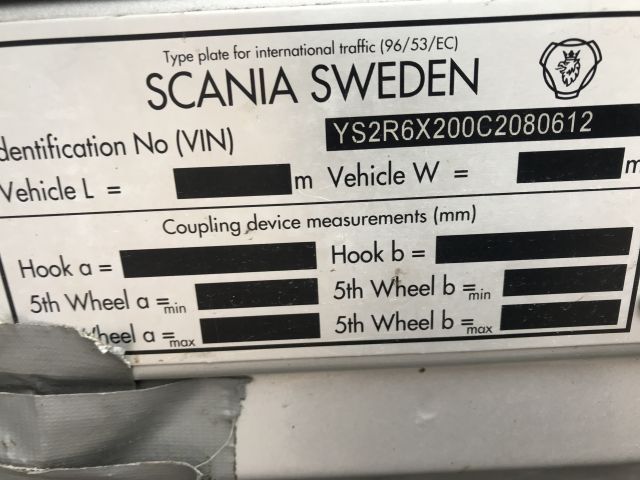 Type plate for international traffic (96/53/EC)
SCANIA SWEDEN
dentification No (VIN) YS2R6X200C2080612
Vehicle L = m Vehicle W = m
Coupling device measurements (mm)
Hook a = Hook b =
5th Wheel a =min 5th Wheel b =min
heel a =max 5th Wheel b =max